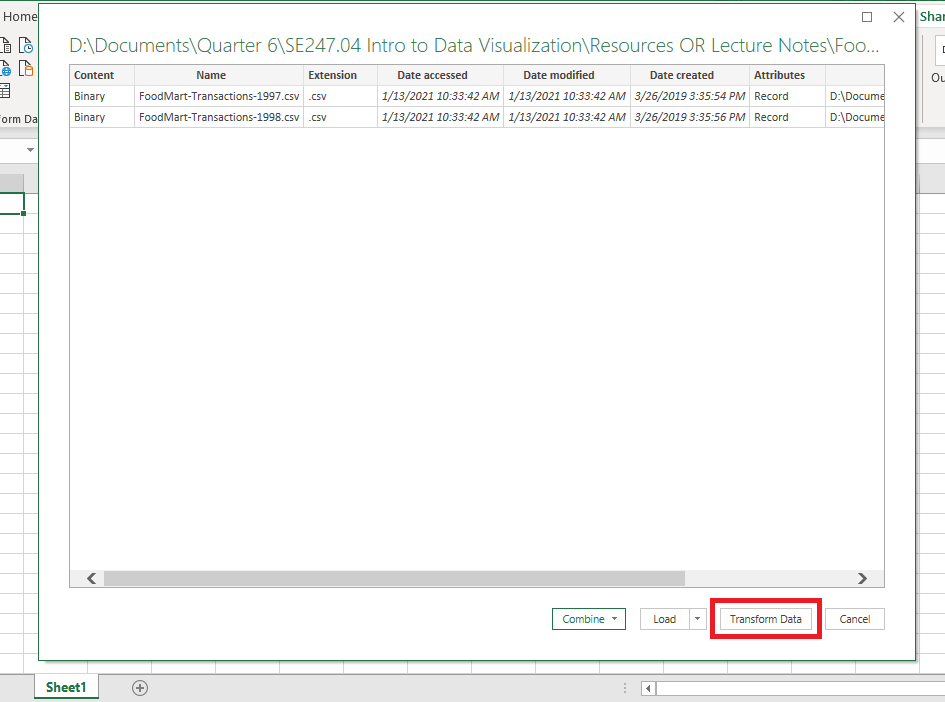 Home
Shar
D:\Documents\Quarter 6\SE247.04 Intro to Data Visualization\Resources OR Lecture Notes\Foo...
Content Name Extension Date accessed Date modified Date created Attributes
Binary FoodMart-Transactions-1997.csv .csv 1/13/2021 10:33:42 AM 1/13/2021 10:33:42 AM 3/26/2019 3:35:54 PM Record D:\Docume
Binary FoodMart-Transactions-1998.csv .csv 1/13/2021 10:33:42 AM 1/13/2021 10:33:42 AM 3/26/2019 3:35:56 PM Record D:\Docume
Ou
orm Da
Combine Load Transform Data Cancel
Sheet1